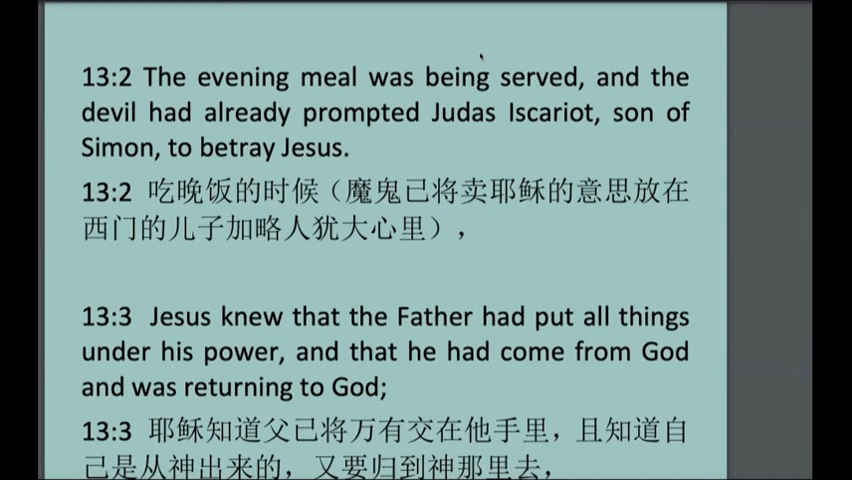 13:2 The evening meal was being served, and the
devil had already prompted Judas Iscariot, son of
Simon, to betray Jesus.
13:2 吃晚饭的时候（魔鬼已将卖耶稣的意思放在
西门的儿子加略人犹大心里），
13:3 Jesus knew that the Father had put all things
under his power, and that he had come from God
and was returning to God;
13:3 耶稣知道父已将万有交在他手里，且知道自
己是从神出来的，又要归到神那里去，